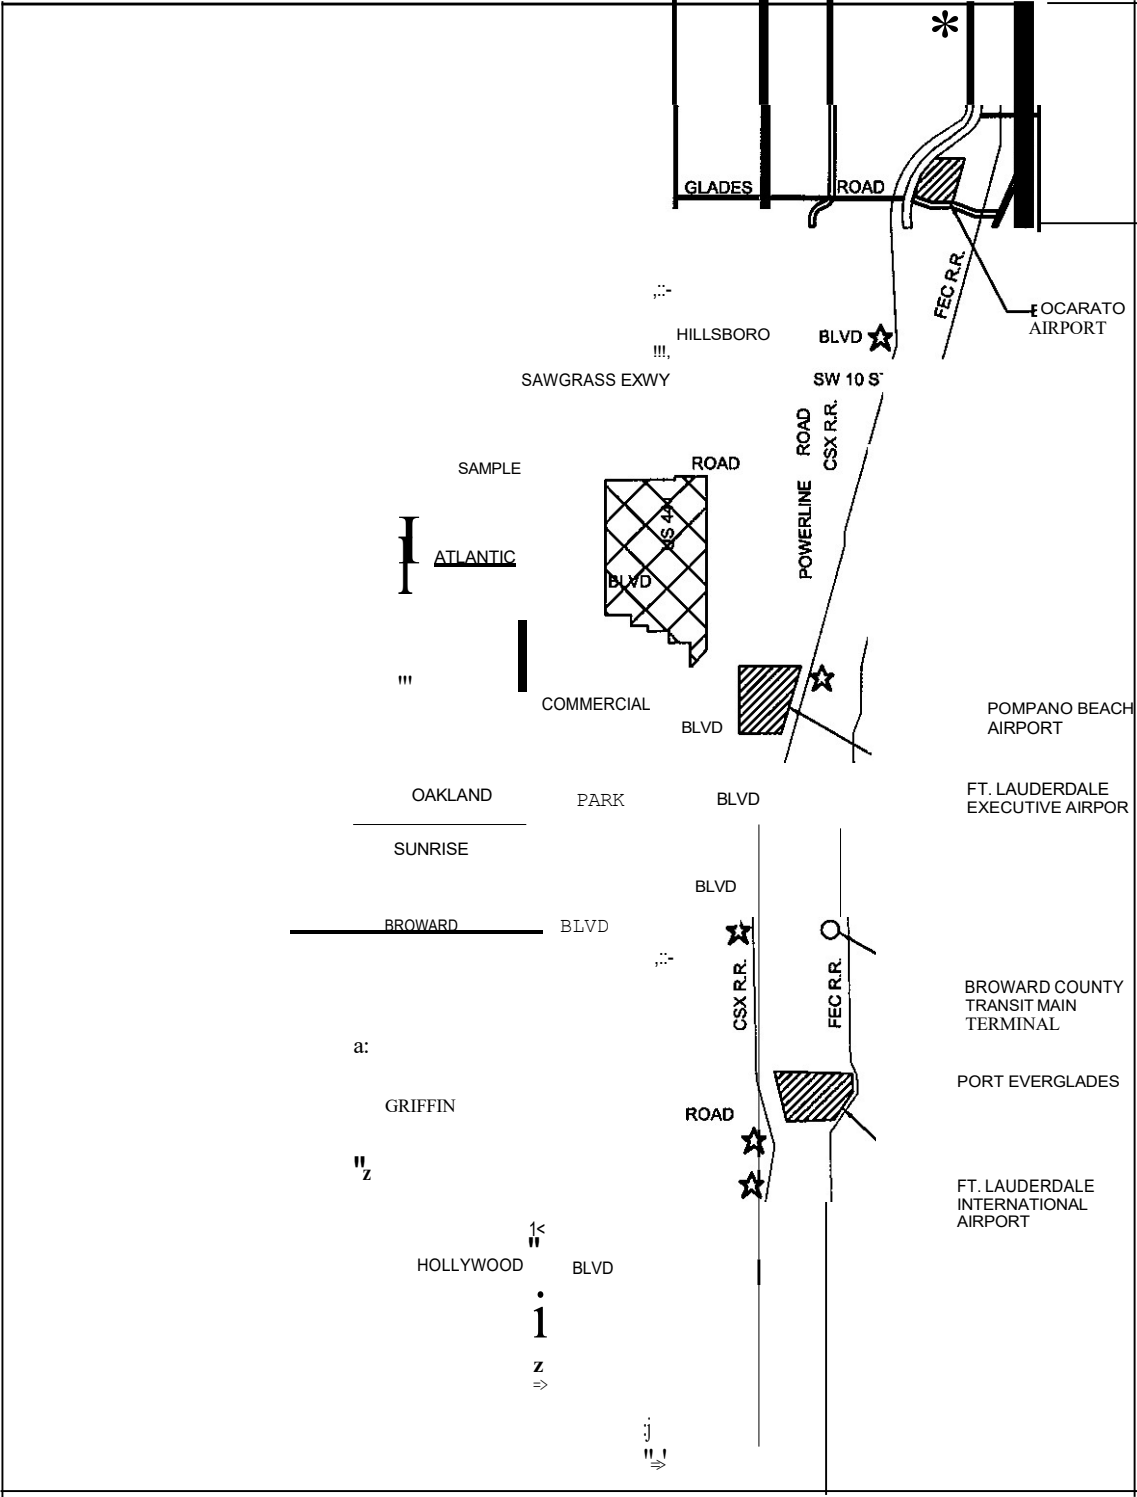 *
GLADES ROAD
FEC R.R.
E OCARATO
AIRPORT
,::-
HILLSBORO BLVD
!!!,
SAWGRASS EXWY SW 10 S
POWERLINE ROAD
CSX R.R.
SAMPLE ROAD
US 441
ATLANTIC BLVD
'"
COMMERCIAL BLVD
POMPANO BEACH
AIRPORT
OAKLAND PARK BLVD
FT. LAUDERDALE
EXECUTIVE AIRPOR
SUNRISE BLVD
BROWARD BLVD
,::-
CSX R.R.
FEC R.R.
BROWARD COUNTY
TRANSIT MAIN
TERMINAL
a:
PORT EVERGLADES
GRIFFIN ROAD
"z
FT. LAUDERDALE
INTERNATIONAL
AIRPORT
1<
"
HOLLYWOOD BLVD
i
z
=>
:j
"=>'